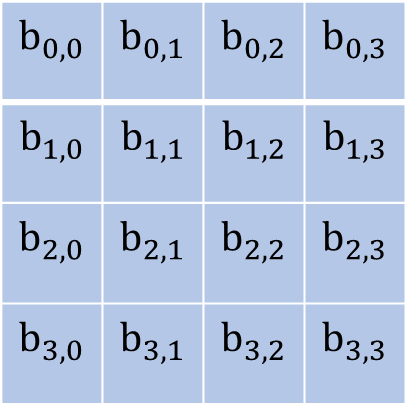 b₀,₀ b₀,₁ b₀,₂ b₀,₃
b₁,₀ b₁,₁ b₁,₂ b₁,₃
b₂,₀ b₂,₁ b₂,₂ b₂,₃
b₃,₀ b₃,₁ b₃,₂ b₃,₃